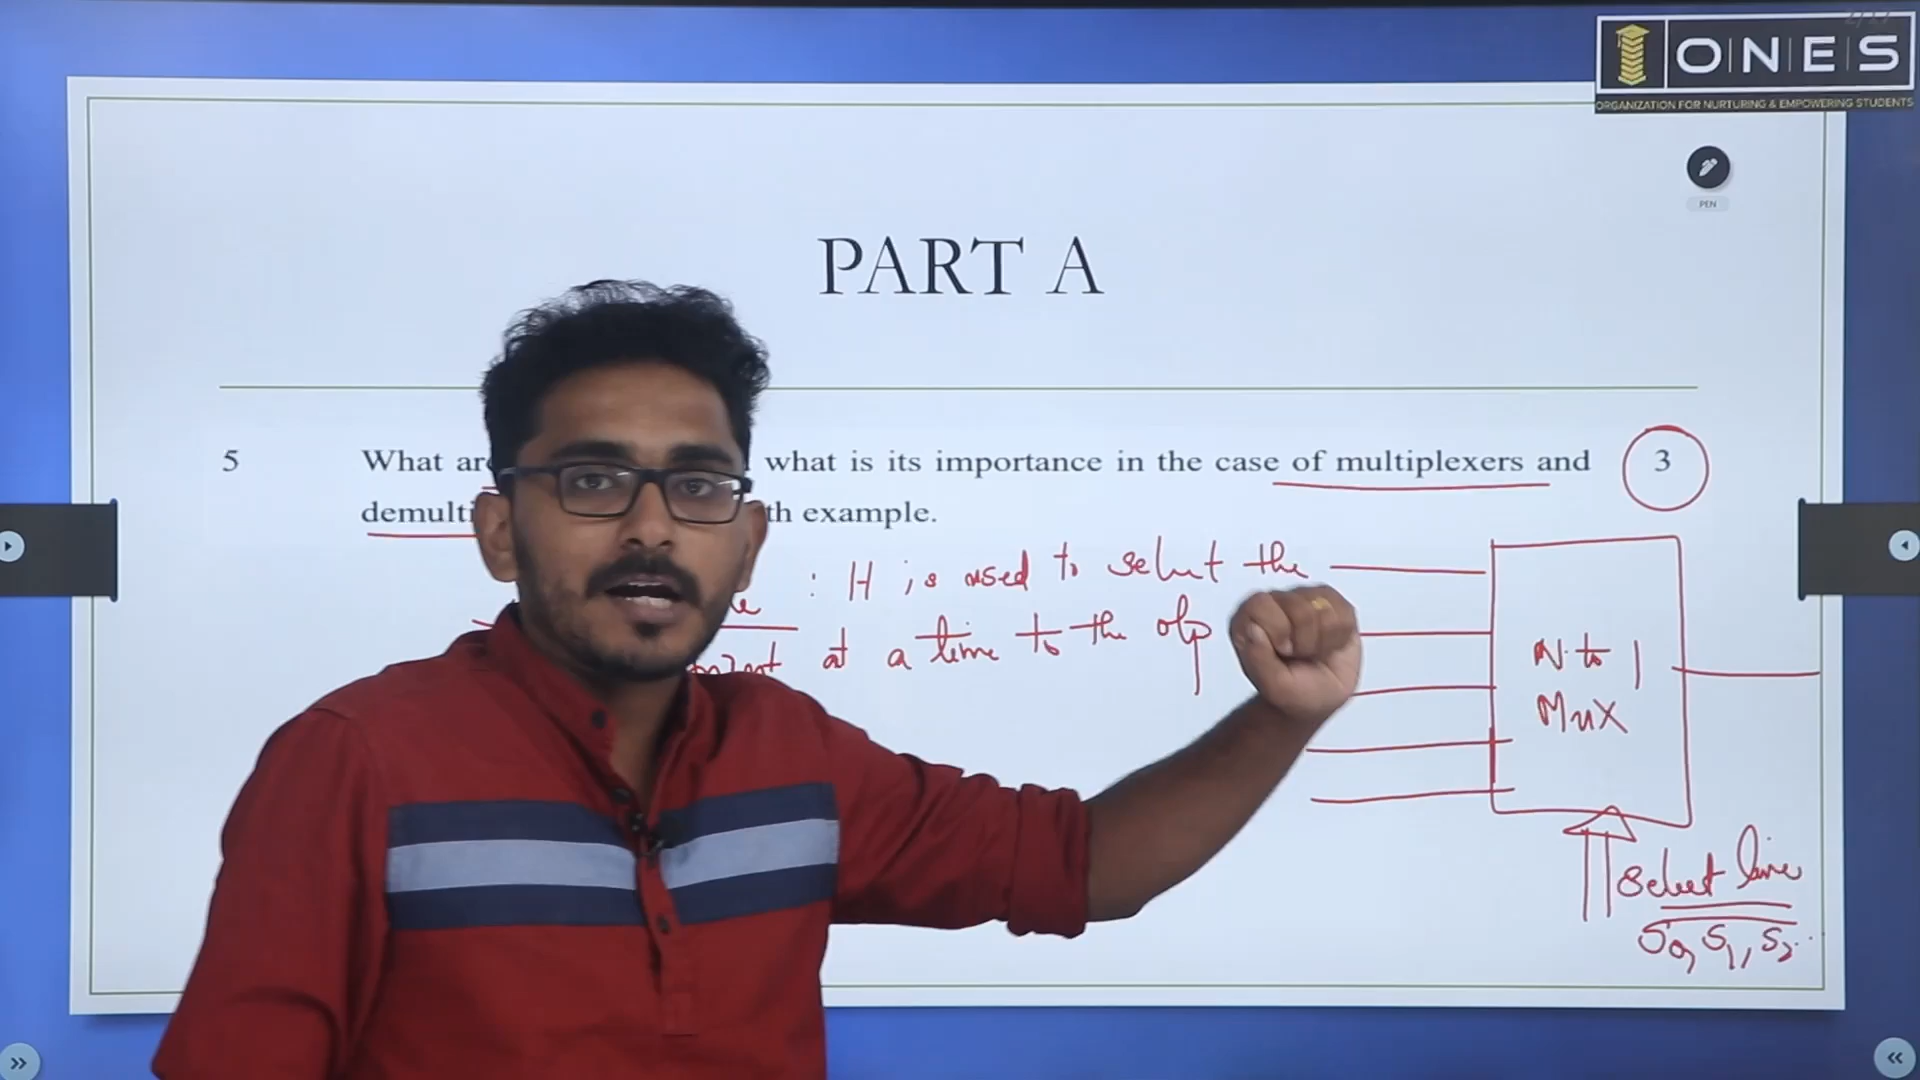 ONES
ORGANIZATION FOR NURTURING & EMPOWERING STUDENTS
PEN
PART A
5 What are what is its importance in the case of multiplexers and 3
demulti th example.
: It is used to select the
at a time to the o/p
N to 1
MUX
select line
S0, S1, S2..